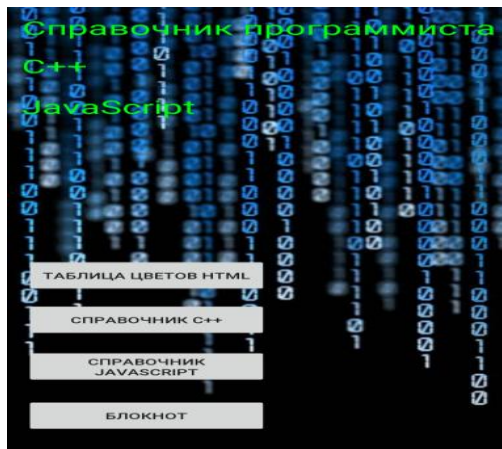 Справочник программиста
C++
JavaScript
ТАБЛИЦА ЦВЕТОВ HTML
СПРАВОЧНИК C++
СПРАВОЧНИК
JAVASCRIPT
БЛОКНОТ